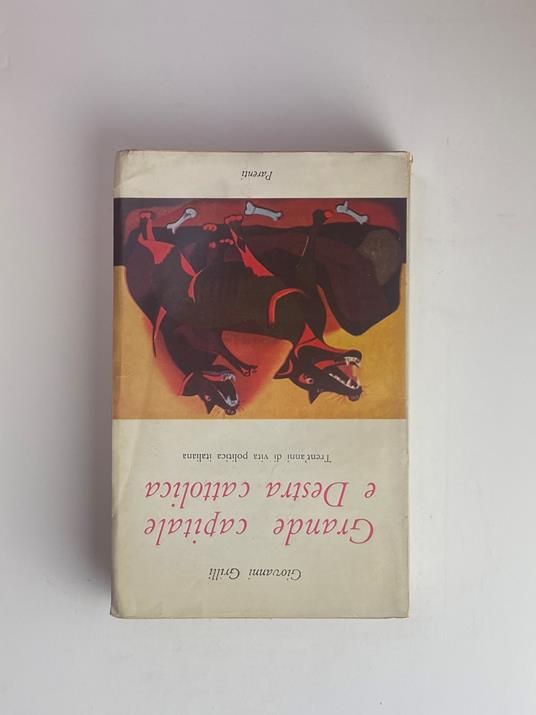 Giovanni Grilli
Grande capitale
e Destra cattolica
Trent'anni di vita politica italiana
Parenti